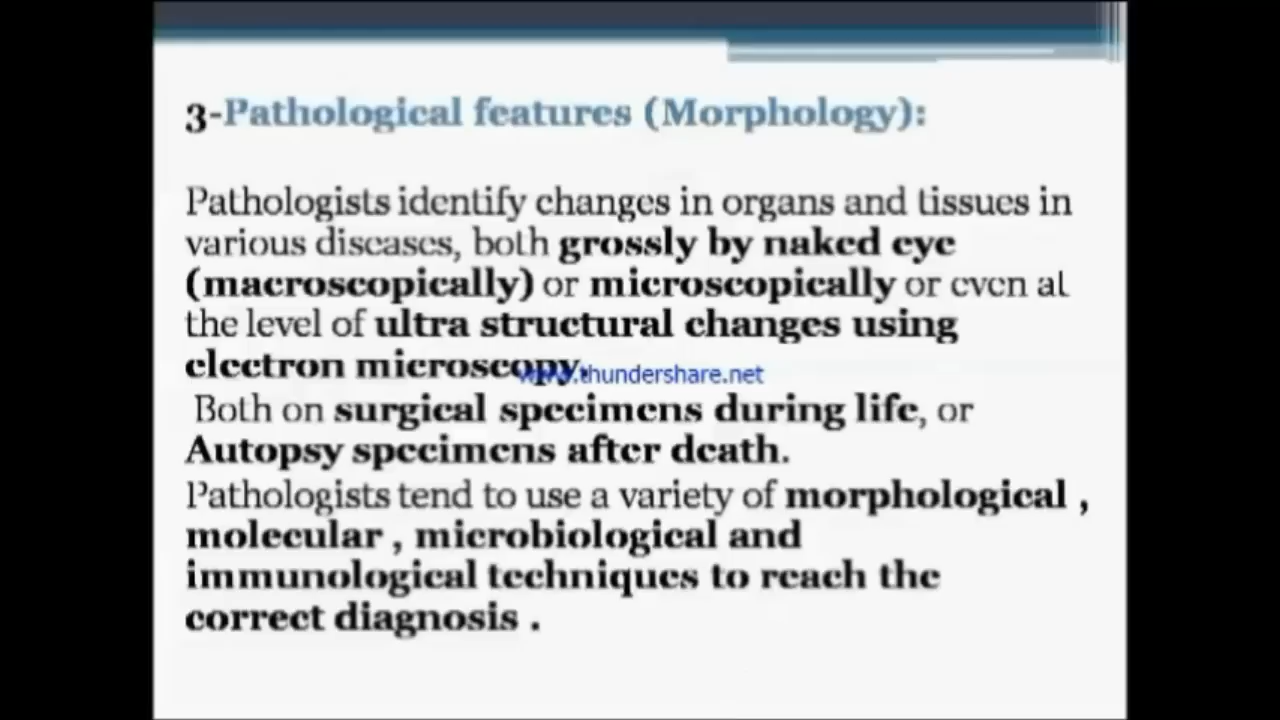 3-Pathological features (Morphology):
Pathologists identify changes in organs and tissues in
various diseases, both grossly by naked eye
(macroscopically) or microscopically or even at
the level of ultra structural changes using
electron microscopy.
www.thundershare.net
Both on surgical specimens during life, or
Autopsy specimens after death.
Pathologists tend to use a variety of morphological ,
molecular , microbiological and
immunological techniques to reach the
correct diagnosis .